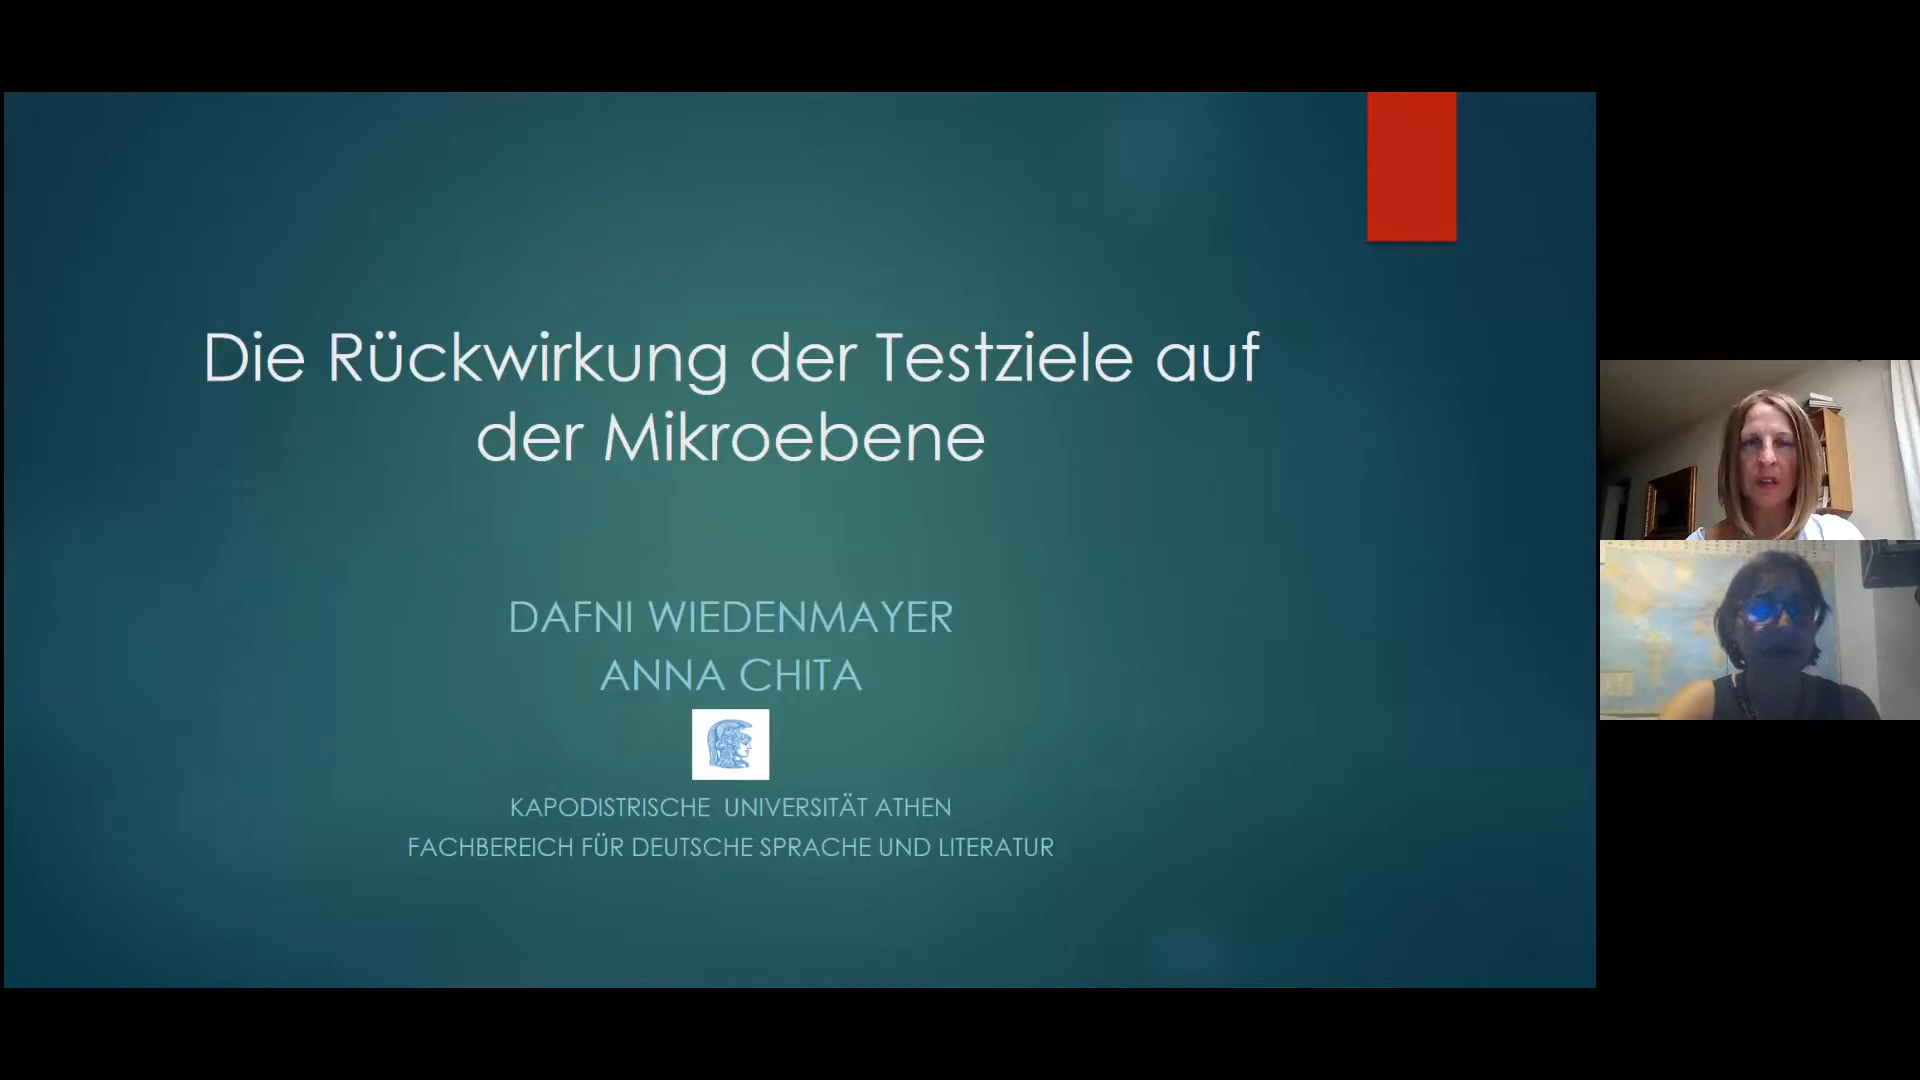 Die Rückwirkung der Testziele auf
der Mikroebene
DAFNI WIEDENMAYER
ANNA CHITA
KAPODISTRISCHE UNIVERSITÄT ATHEN
FACHBEREICH FÜR DEUTSCHE SPRACHE UND LITERATUR